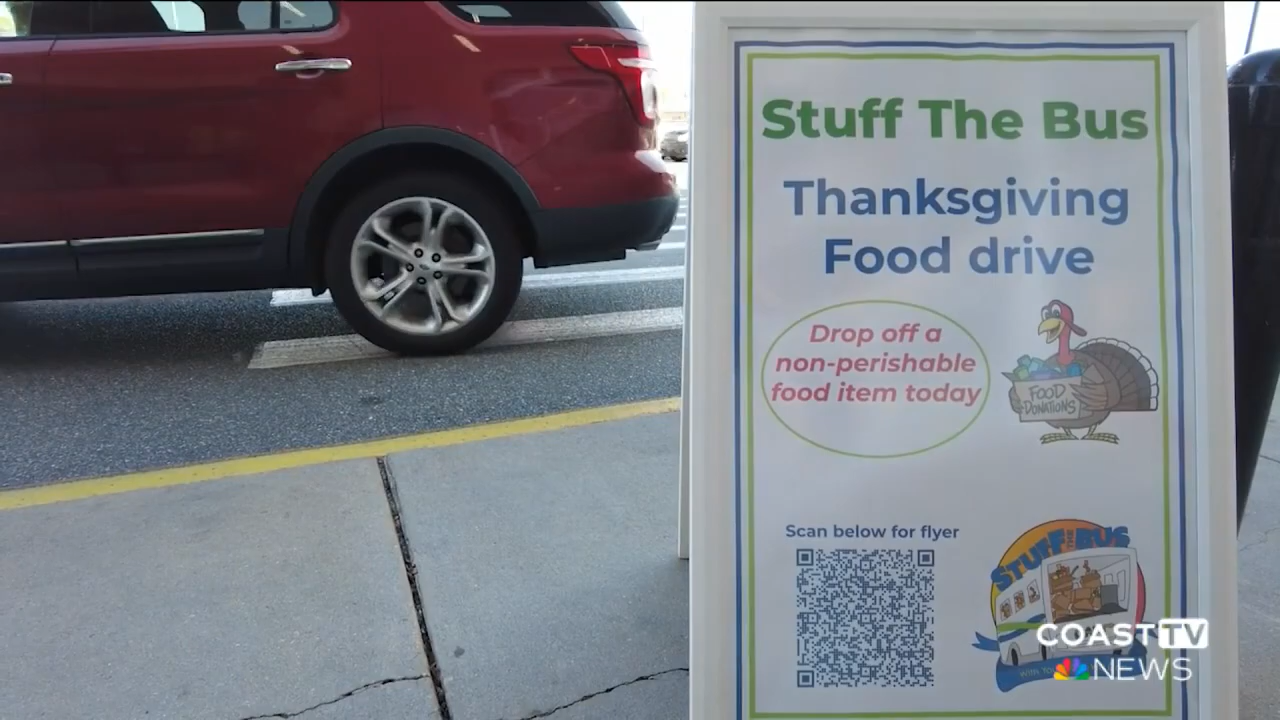 Stuff The Bus
Thanksgiving
Food drive
Drop off a
non-perishable
food item today
FOOD
DONATIONS
Scan below for flyer
STUFF THE BUS
COAST TV
NEWS